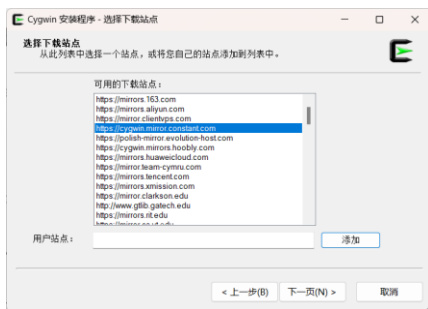 Cygwin 安装程序 - 选择下载站点
选择下载站点
从此列表中选择一个站点，或将您自己的站点添加到列表中。
可用的下载站点：
https://mirrors.163.com
https://mirrors.aliyun.com
https://mirror.clientvps.com
https://cygwin.mirror.constant.com
https://polish-mirror.evolution-host.com
https://cygwin.mirrors.hoobly.com
https://mirrors.huaweicloud.com
https://mirror.team-cymru.com
https://mirrors.tencent.com
https://mirrors.xmission.com
https://mirror.clarkson.edu
http://www.gtlib.gatech.edu
https://mirrors.rit.edu
用户站点：
添加
< 上一步(B)
下一页(N) >
取消